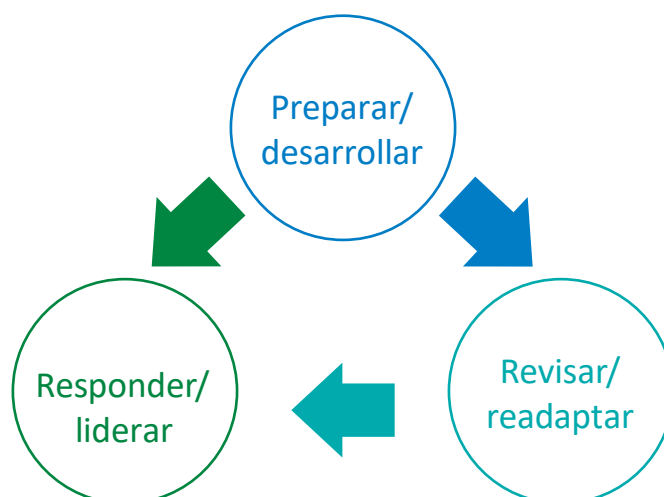 Preparar/
desarrollar
Responder/
liderar
Revisar/
readaptar